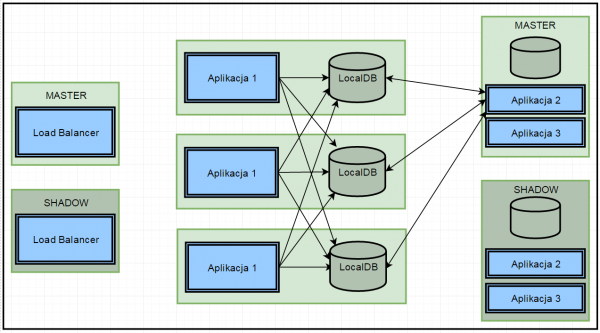 MASTER
Load Balancer
SHADOW
Load Balancer
Aplikacja 1
LocalDB
Aplikacja 1
LocalDB
Aplikacja 1
LocalDB
MASTER
Aplikacja 2
Aplikacja 3
SHADOW
Aplikacja 2
Aplikacja 3